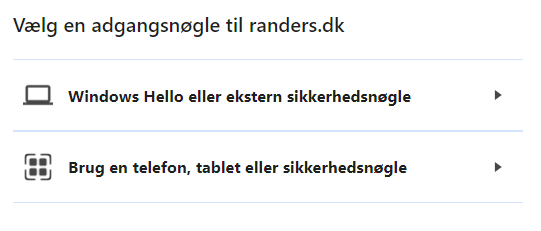 Vælg en adgangsnøgle til randers.dk
Windows Hello eller ekstern sikkerhedsnøgle
Brug en telefon, tablet eller sikkerhedsnøgle